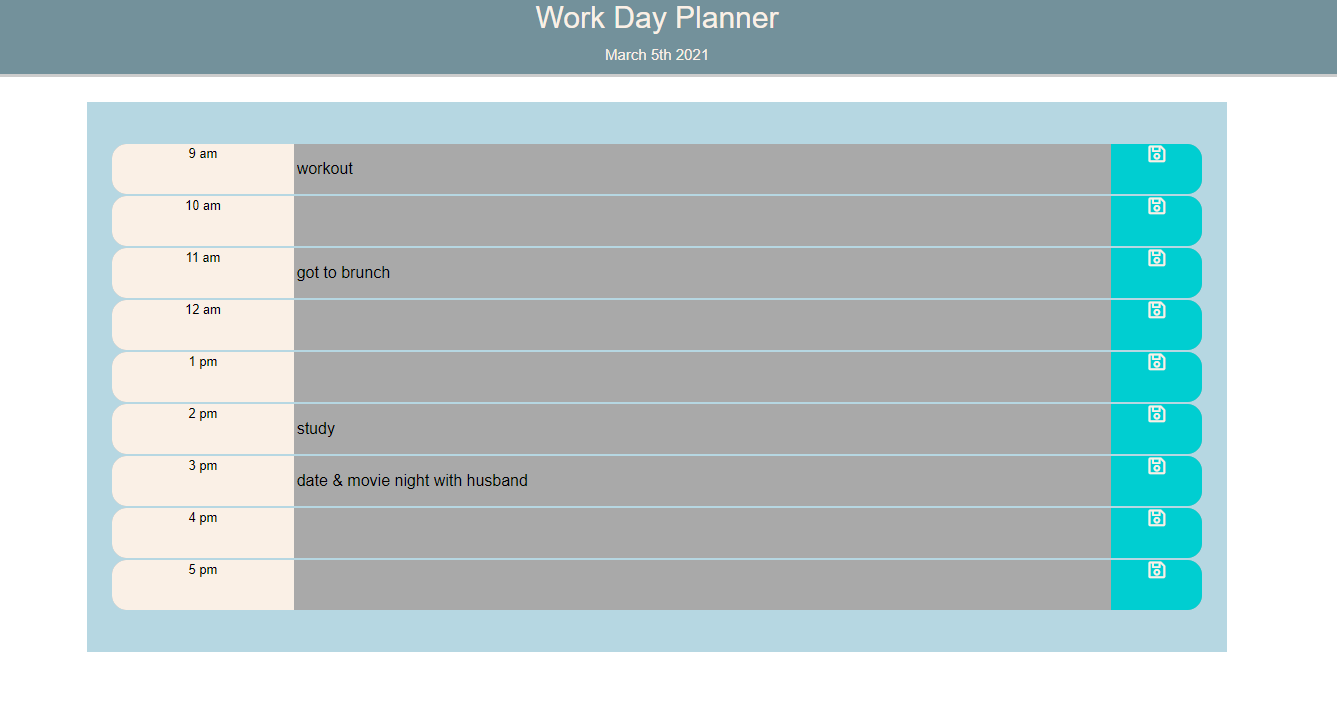 Work Day Planner
March 5th 2021
9 am
workout
10 am
11 am
got to brunch
12 am
1 pm
2 pm
study
3 pm
date & movie night with husband
4 pm
5 pm